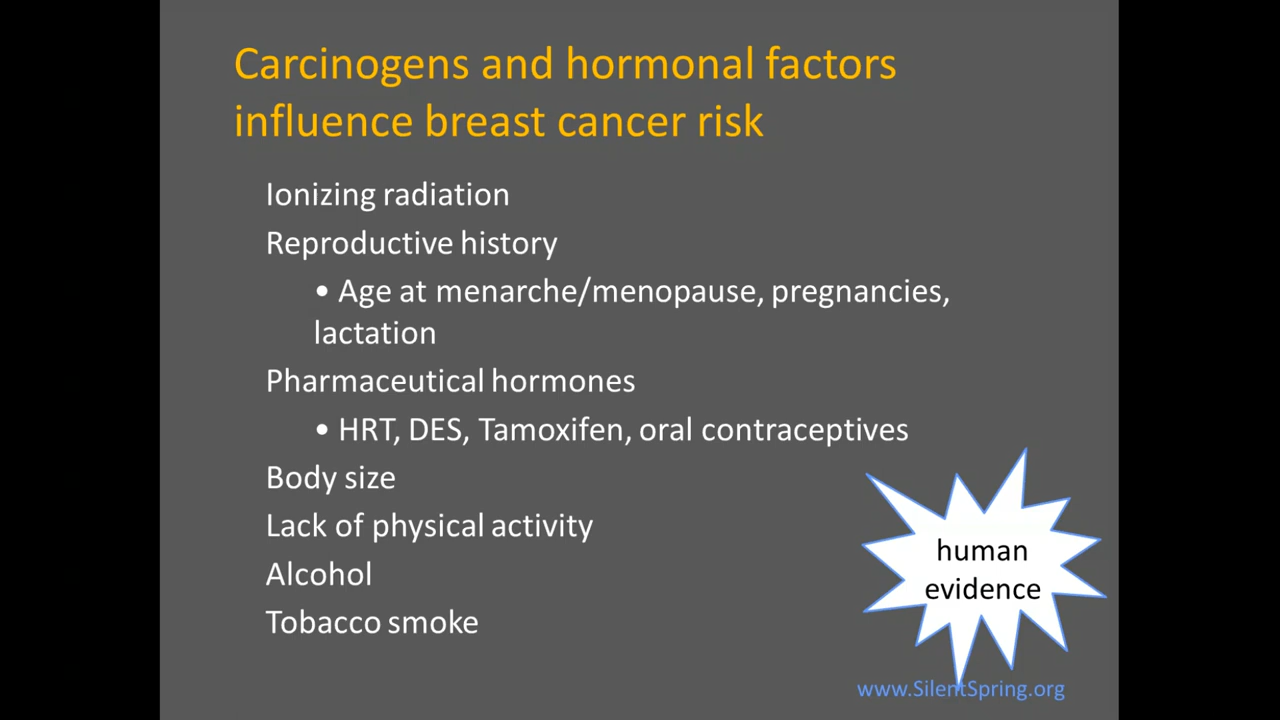 Carcinogens and hormonal factors
influence breast cancer risk
Ionizing radiation
Reproductive history
• Age at menarche/menopause, pregnancies,
lactation
Pharmaceutical hormones
• HRT, DES, Tamoxifen, oral contraceptives
Body size
Lack of physical activity
Alcohol
Tobacco smoke
human
evidence
www.SilentSpring.org